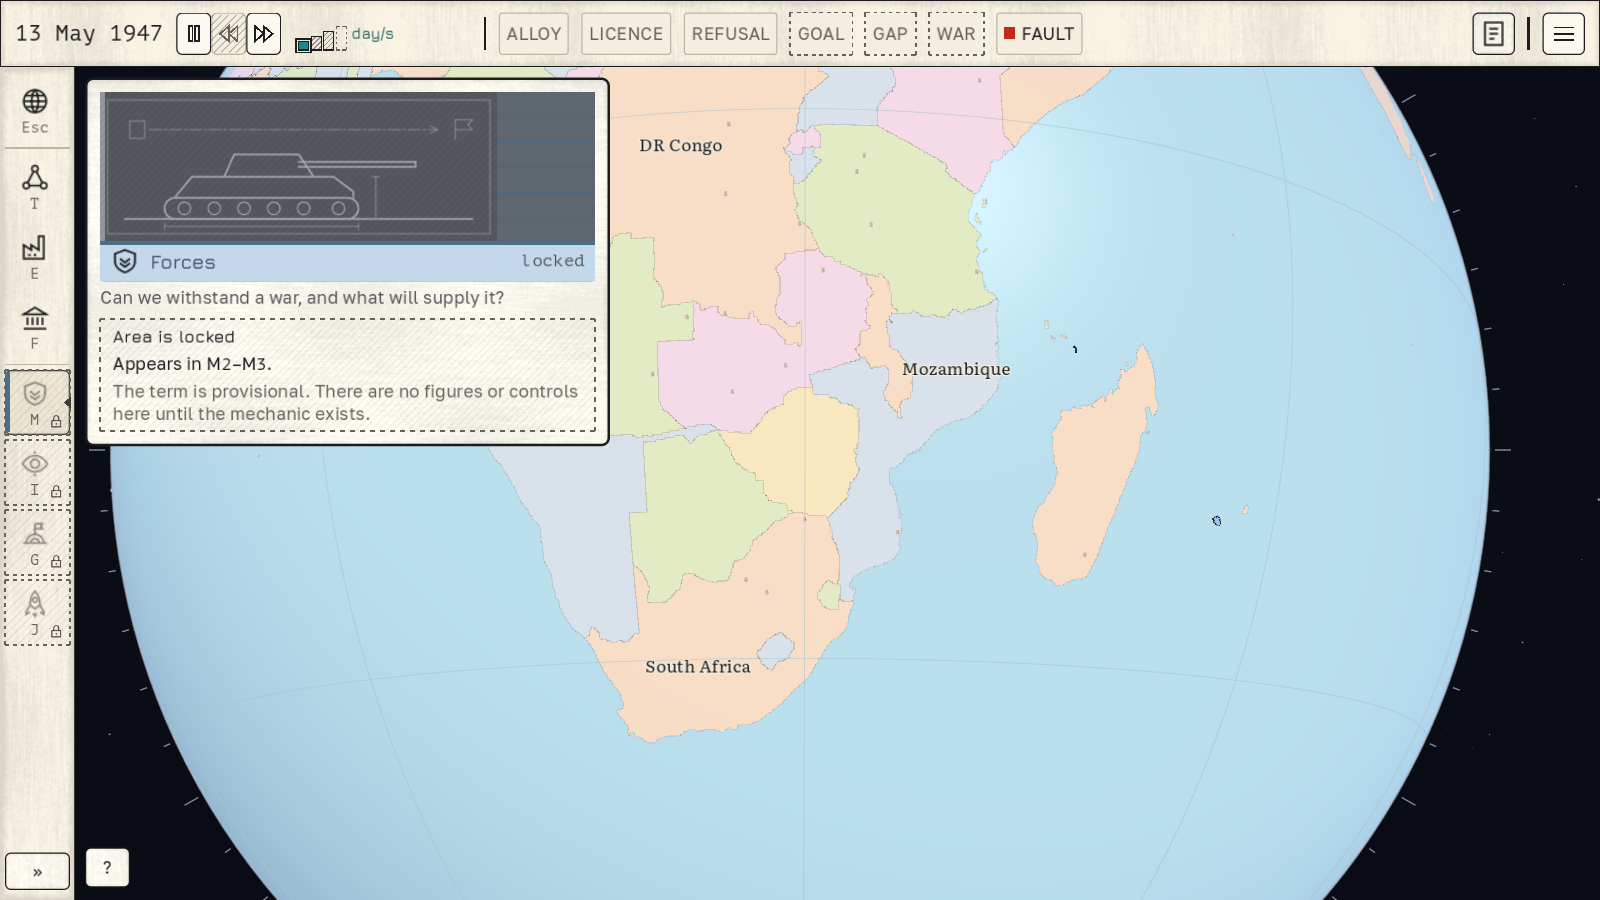 13 May 1947
day/s
ALLOY
LICENCE
REFUSAL
GOAL
GAP
WAR
FAULT
Esc
T
E
F
M
I
G
J
»
?
Forces
locked
Can we withstand a war, and what will supply it?
Area is locked
Appears in M2–M3.
The term is provisional. There are no figures or controls
here until the mechanic exists.
DR Congo
Mozambique
South Africa